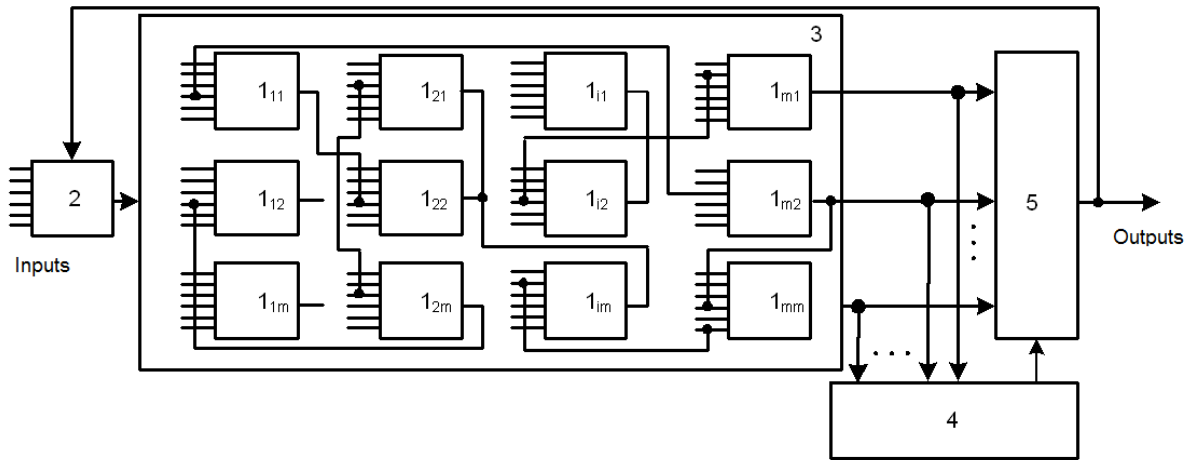 3
1₁₁ 1₂₁ 1ᵢ₁ 1ₘ₁
2 1₁₂ 1₂₂ 1ᵢ₂ 1ₘ₂ 5
Inputs Outputs
1₁ₘ 1₂ₘ 1ᵢₘ 1ₘₘ
4